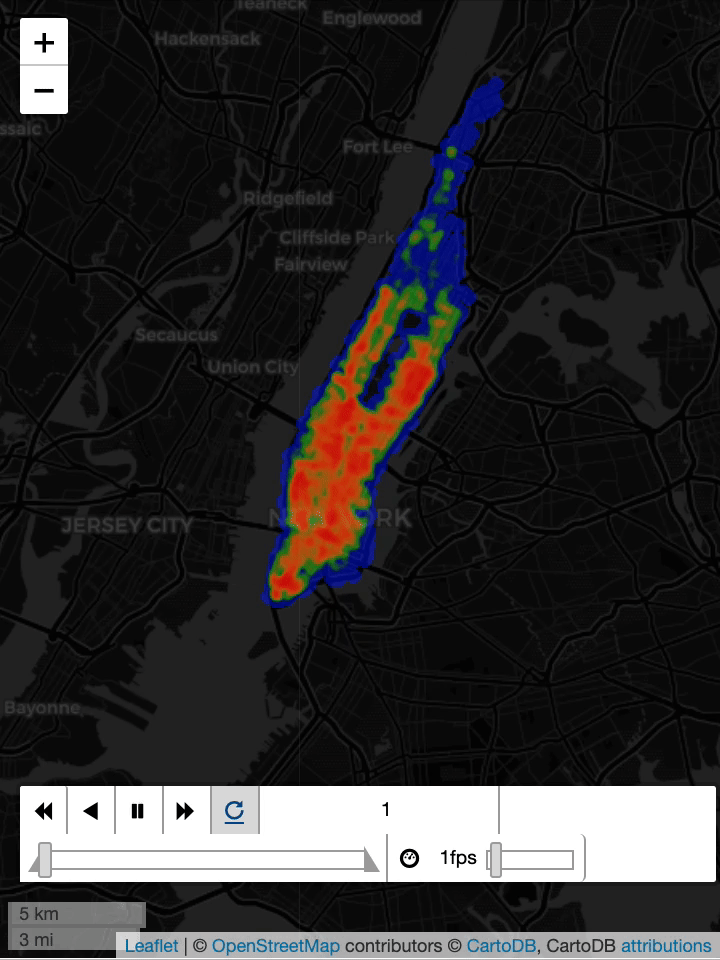 Teaneck
Englewood
Hackensack
ssaic
Fort Lee
Ridgefield
Cliffside Park
Fairview
Secaucus
Union City
JERSEY CITY
NEW YORK
Bayonne
+
−
1
1fps
5 km
3 mi
Leaflet | © OpenStreetMap contributors © CartoDB, CartoDB attributions